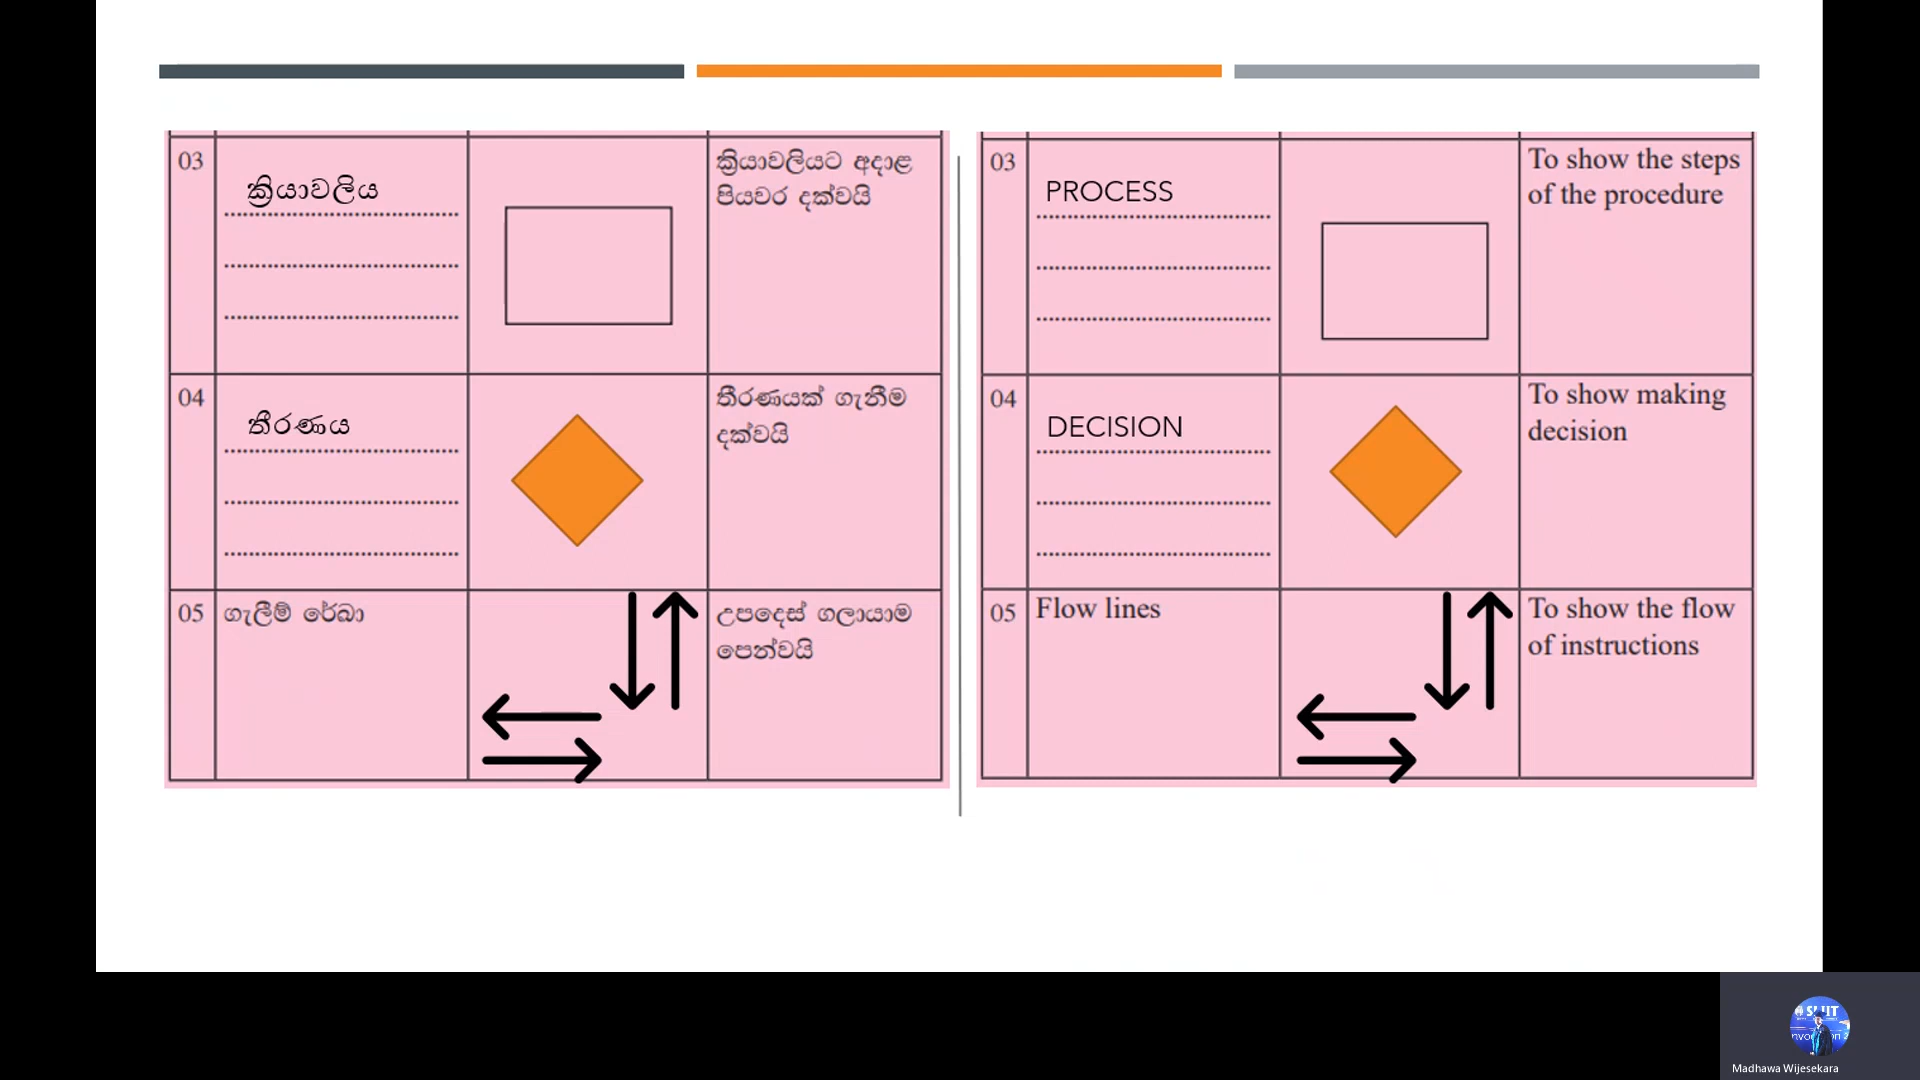 03
ක්‍රියාවලිය
ක්‍රියාවලියට අදාළ
පියවර දක්වයි
04
තීරණය
තීරණයක් ගැනීම
දක්වයි
05
ගැලීම් රේඛා
උපදෙස් ගලායාම
පෙන්වයි
03
PROCESS
To show the steps
of the procedure
04
DECISION
To show making
decision
05
Flow lines
To show the flow
of instructions
SLIIT
Madhawa Wijesekara